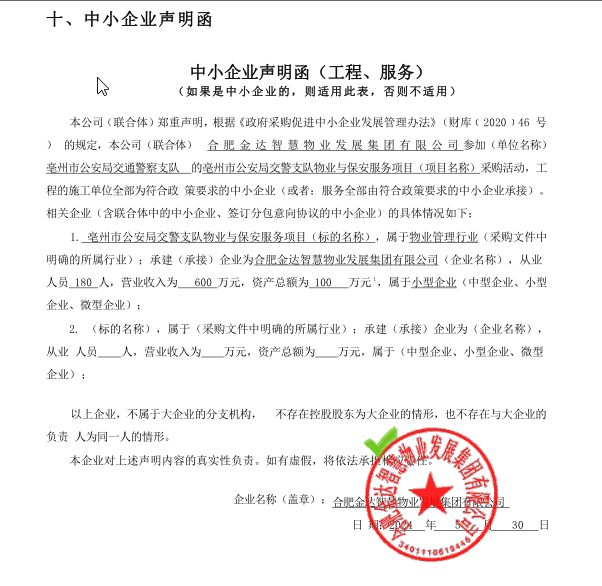 十、中小企业声明函
中小企业声明函（工程、服务）
（如果是中小企业的，则适用此表，否则不适用）
本公司（联合体）郑重声明，根据《政府采购促进中小企业发展管理办法》（财库﹝2020﹞46 号
）的规定，本公司（联合体） 合肥金达智慧物业发展集团有限公司参加（单位名称）
亳州市公安局交通警察支队 的亳州市公安局交警支队物业与保安服务项目（项目名称）采购活动，工
程的施工单位全部为符合政 策要求的中小企业（或者：服务全部由符合政策要求的中小企业承接）。
相关企业（含联合体中的中小企业、签订分包意向协议的中小企业）的具体情况如下：
1. 亳州市公安局交警支队物业与保安服务项目（标的名称），属于物业管理行业（采购文件中
明确的所属行业）；承建（承接）企业为合肥金达智慧物业发展集团有限公司（企业名称），从业
人员 180 人，营业收入为 600 万元，资产总额为 100 万元¹，属于小型企业（中型企业、小型
企业、微型企业）；
2. （标的名称），属于（采购文件中明确的所属行业）；承建（承接）企业为（企业名称），
从业 人员____人，营业收入为____万元，资产总额为____万元，属于（中型企业、小型企业、微型
企业）；
以上企业，不属于大企业的分支机构， 不存在控股股东为大企业的情形，也不存在与大企业的
负责 人为同一人的情形。
本企业对上述声明内容的真实性负责。如有虚假，将依法承担相应责任。
企业名称（盖章）：合肥金达智慧物业发展集团有限公司
日 期：2024 年 5 月 30 日
合肥金达智慧物业发展集团有限公司
3401110619446